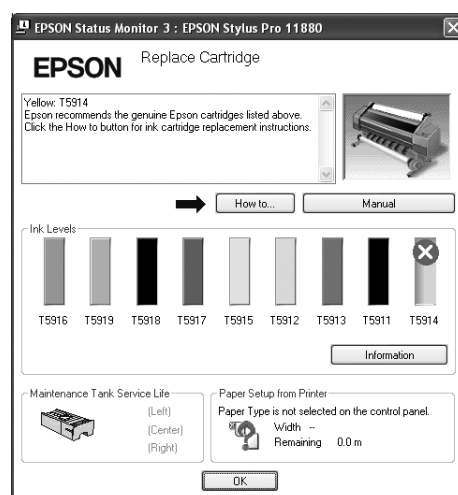 EPSON Status Monitor 3 : EPSON Stylus Pro 11880
EPSON
Replace Cartridge
Yellow: T5914
Epson recommends the genuine Epson cartridges listed above.
Click the How to button for ink cartridge replacement instructions.
How to...
Manual
Ink Levels
T5916 T5919 T5918 T5917 T5915 T5912 T5913 T5911 T5914
Information
Maintenance Tank Service Life
(Left)
(Center)
(Right)
Paper Setup from Printer
Paper Type is not selected on the control panel.
Width --
Remaining 0.0 m
OK